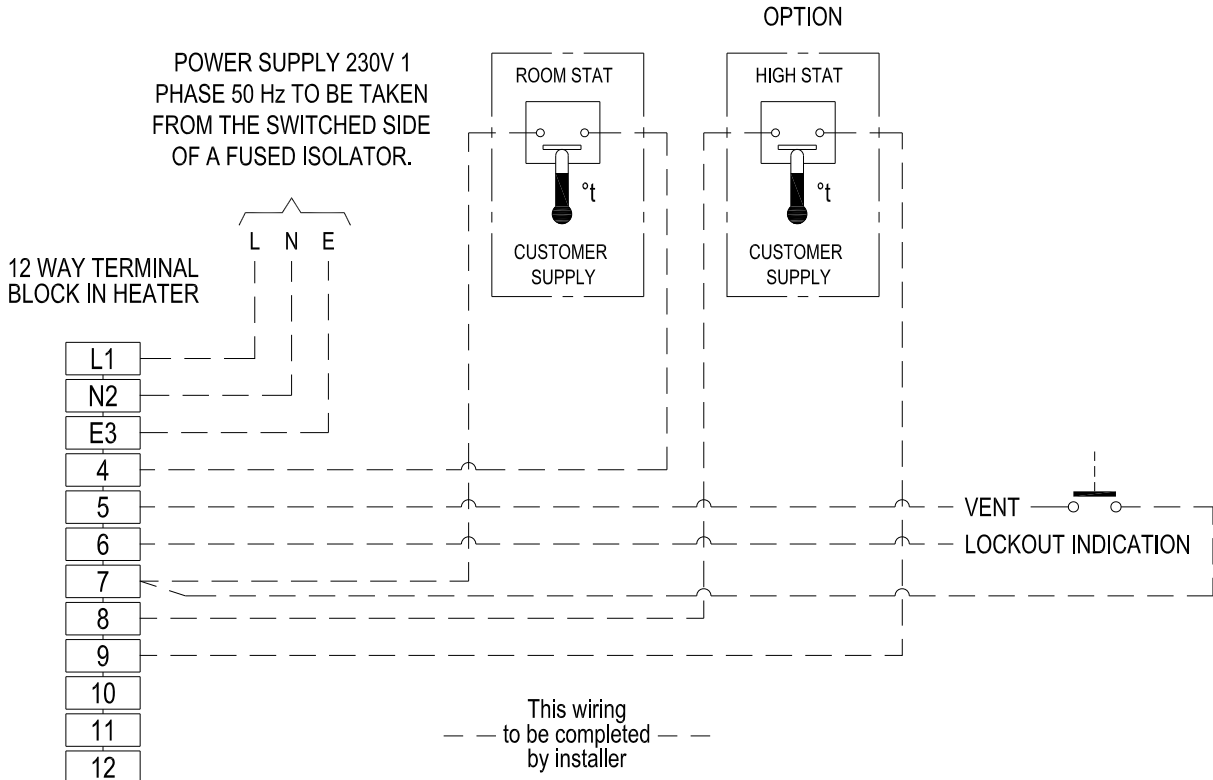 OPTION
POWER SUPPLY 230V 1
PHASE 50 Hz TO BE TAKEN
FROM THE SWITCHED SIDE
OF A FUSED ISOLATOR.
ROOM STAT
°t
CUSTOMER
SUPPLY
HIGH STAT
°t
CUSTOMER
SUPPLY
L N E
12 WAY TERMINAL
BLOCK IN HEATER
L1
N2
E3
4
5
6
7
8
9
10
11
12
VENT
LOCKOUT INDICATION
This wiring
to be completed
by installer